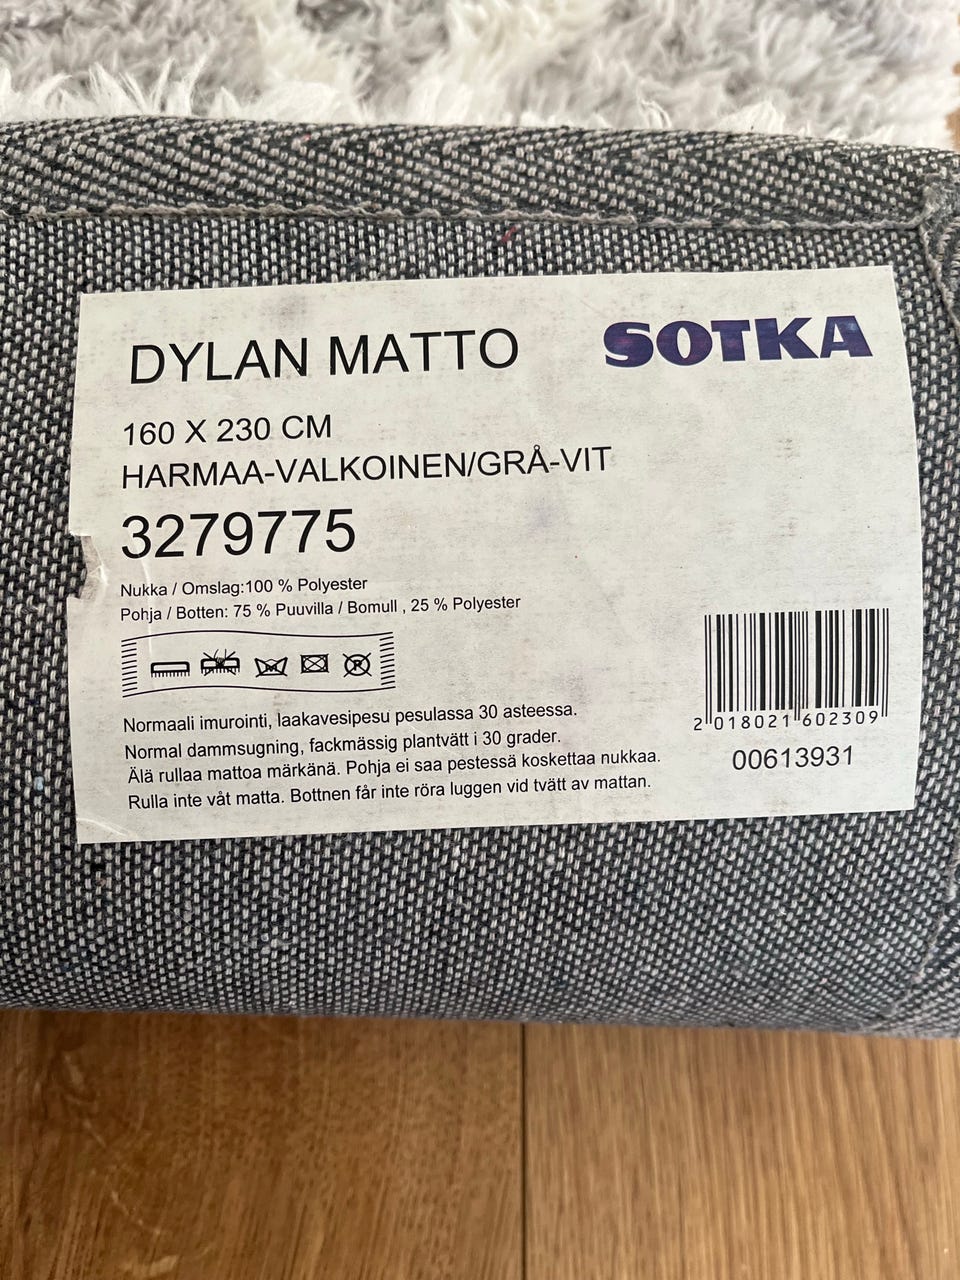 DYLAN MATTO
SOTKA
160 X 230 CM
HARMAA-VALKOINEN/GRÅ-VIT
3279775
Nukka / Omslag:100 % Polyester
Pohja / Botten: 75 % Puuvilla / Bomull , 25 % Polyester
Normaali imurointi, laakavesipesu pesulassa 30 asteessa.
Normal dammsugning, fackmässig plantvätt i 30 grader.
Älä rullaa mattoa märkänä. Pohja ei saa pestessä koskettaa nukkaa.
Rulla inte våt matta. Bottnen får inte röra luggen vid tvätt av mattan.
2 018021 602309
00613931